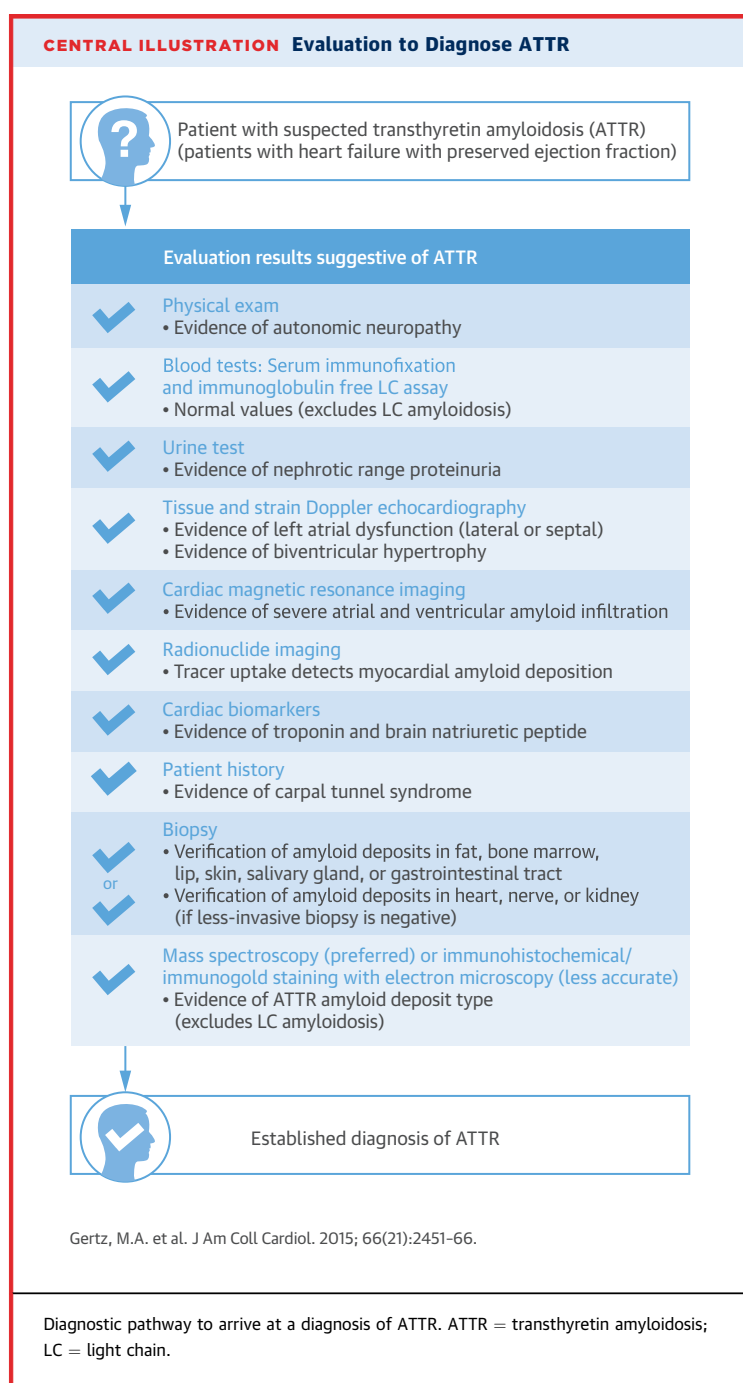 CENTRAL ILLUSTRATION Evaluation to Diagnose ATTR
?
Patient with suspected transthyretin amyloidosis (ATTR)
(patients with heart failure with preserved ejection fraction)
Evaluation results suggestive of ATTR
Physical exam
• Evidence of autonomic neuropathy
Blood tests: Serum immunofixation
and immunoglobulin free LC assay
• Normal values (excludes LC amyloidosis)
Urine test
• Evidence of nephrotic range proteinuria
Tissue and strain Doppler echocardiography
• Evidence of left atrial dysfunction (lateral or septal)
• Evidence of biventricular hypertrophy
Cardiac magnetic resonance imaging
• Evidence of severe atrial and ventricular amyloid infiltration
Radionuclide imaging
• Tracer uptake detects myocardial amyloid deposition
Cardiac biomarkers
• Evidence of troponin and brain natriuretic peptide
Patient history
• Evidence of carpal tunnel syndrome
or
Biopsy
• Verification of amyloid deposits in fat, bone marrow,
lip, skin, salivary gland, or gastrointestinal tract
• Verification of amyloid deposits in heart, nerve, or kidney
(if less-invasive biopsy is negative)
Mass spectroscopy (preferred) or immunohistochemical/
immunogold staining with electron microscopy (less accurate)
• Evidence of ATTR amyloid deposit type
(excludes LC amyloidosis)
Established diagnosis of ATTR
Gertz, M.A. et al. J Am Coll Cardiol. 2015; 66(21):2451–66.
Diagnostic pathway to arrive at a diagnosis of ATTR. ATTR = transthyretin amyloidosis;
LC = light chain.